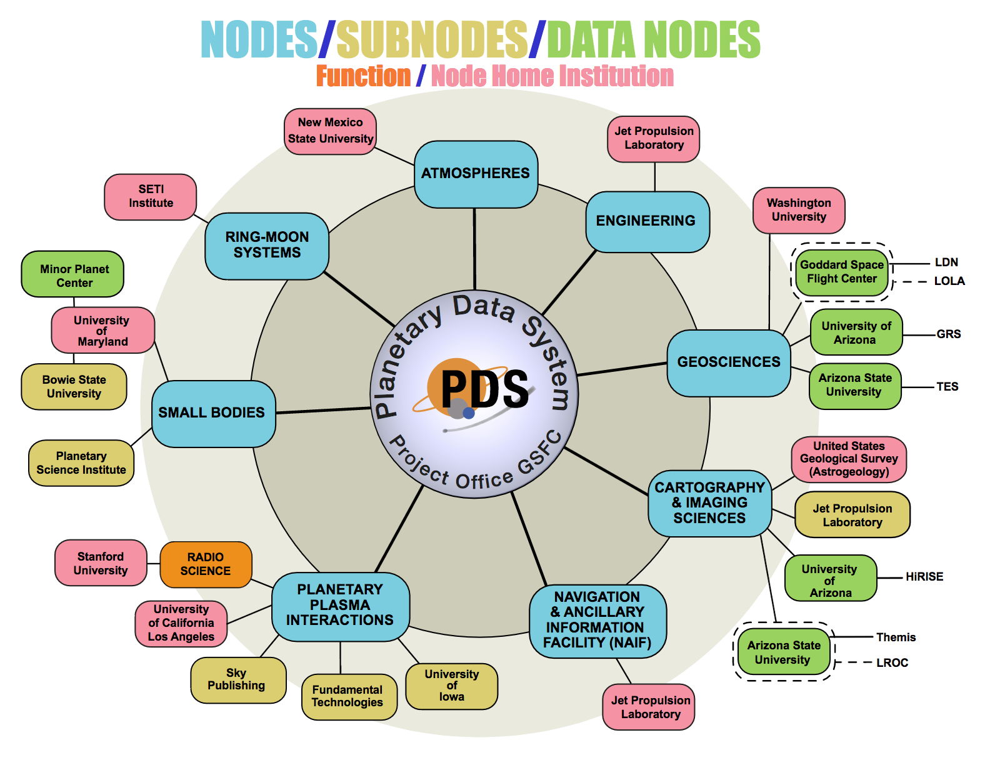 NODES/SUBNODES/DATA NODES
Function / Node Home Institution
New Mexico
State University
Jet Propulsion
Laboratory
ATMOSPHERES
ENGINEERING
SETI
Institute
RING-MOON
SYSTEMS
Washington
University
Goddard Space
Flight Center
LDN
LOLA
Minor Planet
Center
University
of
Maryland
Bowie State
University
University of
Arizona
GRS
GEOSCIENCES
Arizona State
University
TES
SMALL BODIES
Planetary
Science Institute
Planetary Data System
PDS
Project Office GSFC
United States
Geological Survey
(Astrogeology)
CARTOGRAPHY
& IMAGING
SCIENCES
Jet Propulsion
Laboratory
University
of
Arizona
HiRISE
Stanford
University
RADIO
SCIENCE
PLANETARY
PLASMA
INTERACTIONS
University
of California
Los Angeles
NAVIGATION
& ANCILLARY
INFORMATION
FACILITY (NAIF)
Arizona State
University
Themis
LROC
Sky
Publishing
Fundamental
Technologies
University
of
Iowa
Jet Propulsion
Laboratory